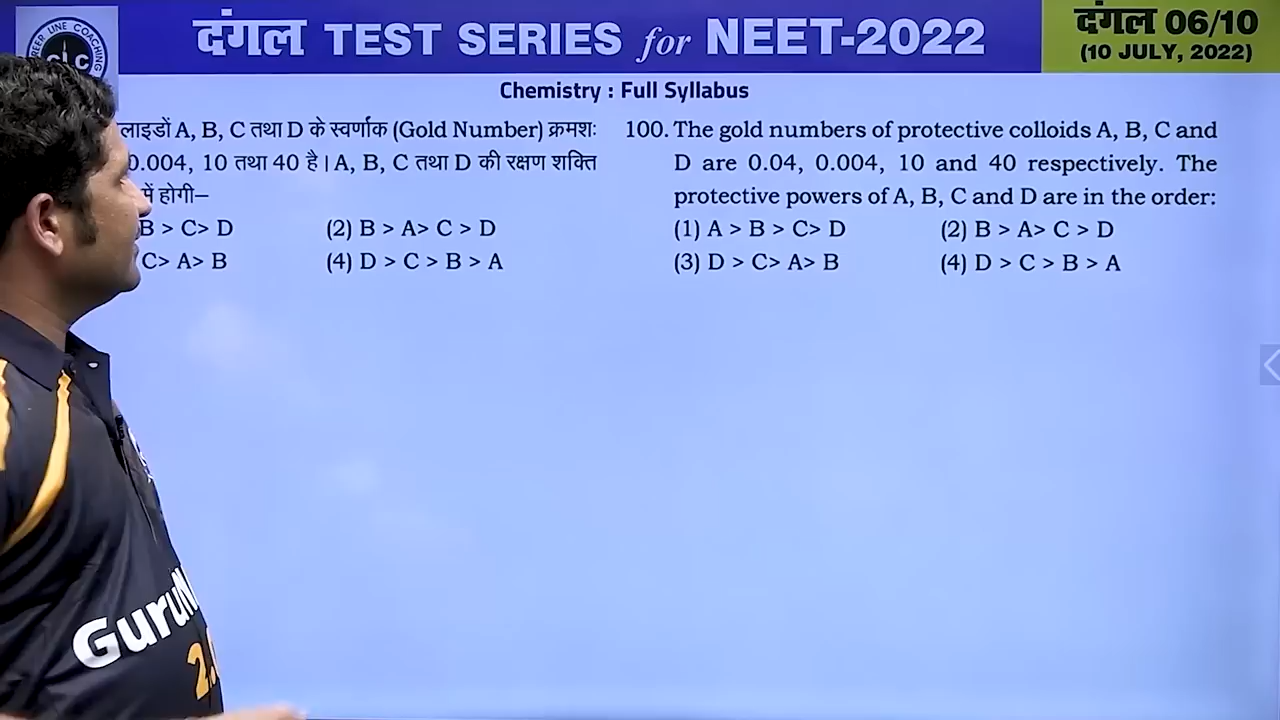 दंगल TEST SERIES for NEET-2022
दंगल 06/10
(10 JULY, 2022)
LINE COACHING
C C
Chemistry : Full Syllabus
A, B, C तथा D के स्वर्णांक (Gold Number) क्रमशः
0.004, 10 तथा 40 है। A, B, C तथा D की रक्षण शक्ति
में होगी–
B > C> D
(2) B > A> C > D
C> A> B
(4) D > C > B > A
100. The gold numbers of protective colloids A, B, C and
D are 0.04, 0.004, 10 and 40 respectively. The
protective powers of A, B, C and D are in the order:
(1) A > B > C> D
(2) B > A> C > D
(3) D > C> A> B
(4) D > C > B > A